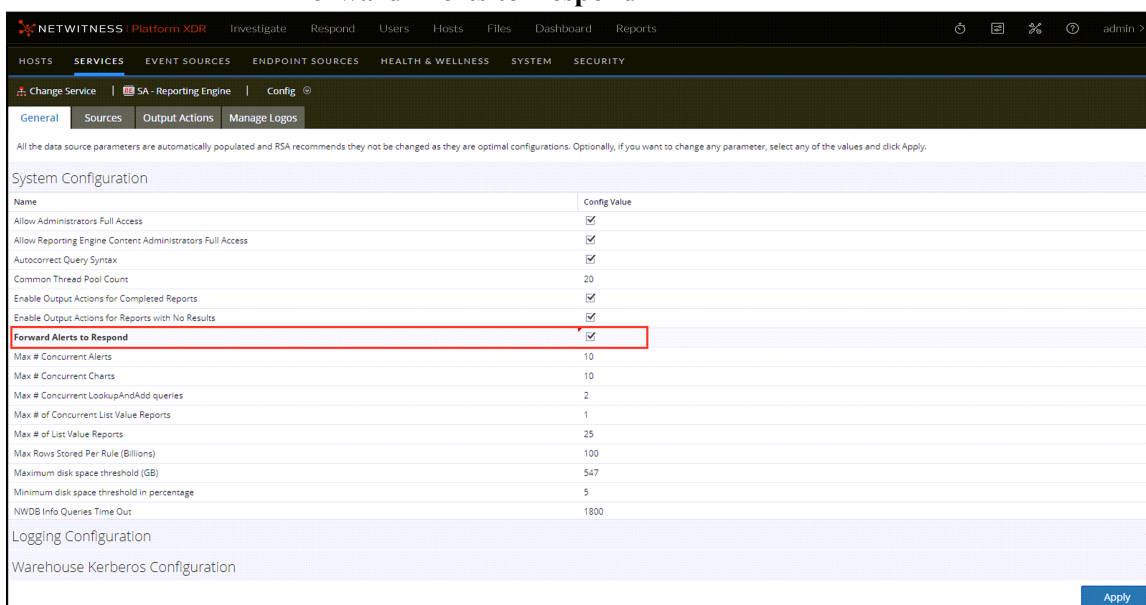 Forward Alerts to Respond
NETWITNESS Platform XDR Investigate Respond Users Hosts Files Dashboard Reports admin >
HOSTS SERVICES EVENT SOURCES ENDPOINT SOURCES HEALTH & WELLNESS SYSTEM SECURITY
Change Service | SA - Reporting Engine | Config
General Sources Output Actions Manage Logos
All the data source parameters are automatically populated and RSA recommends they not be changed as they are optimal configurations. Optionally, if you want to change any parameter, select any of the values and click Apply.
System Configuration
Name Config Value
Allow Administrators Full Access
Allow Reporting Engine Content Administrators Full Access
Autocorrect Query Syntax
Common Thread Pool Count 20
Enable Output Actions for Completed Reports
Enable Output Actions for Reports with No Results
Forward Alerts to Respond
Max # Concurrent Alerts 10
Max # Concurrent Charts 10
Max # Concurrent LookupAndAdd queries 2
Max # of Concurrent List Value Reports 1
Max # of List Value Reports 25
Max Rows Stored Per Rule (Billions) 100
Maximum disk space threshold (GB) 547
Minimum disk space threshold in percentage 5
NWDB Info Queries Time Out 1800
Logging Configuration
Warehouse Kerberos Configuration
Apply